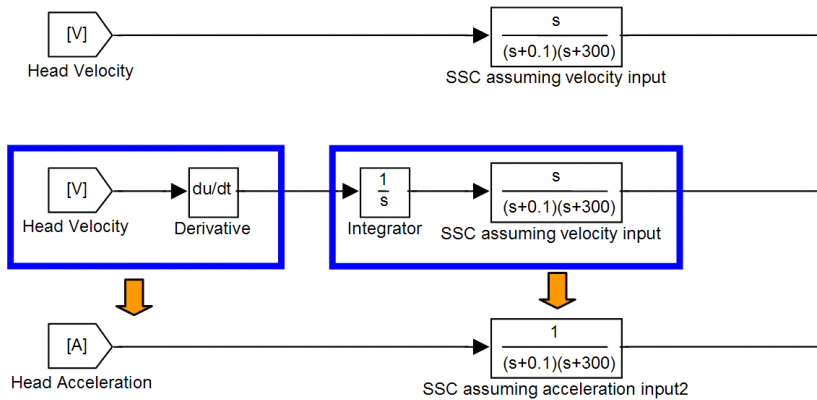 [V]
Head Velocity
s
(s+0.1)(s+300)
SSC assuming velocity input
[V]
Head Velocity
du/dt
Derivative
1
s
Integrator
s
(s+0.1)(s+300)
SSC assuming velocity input
[A]
Head Acceleration
1
(s+0.1)(s+300)
SSC assuming acceleration input2